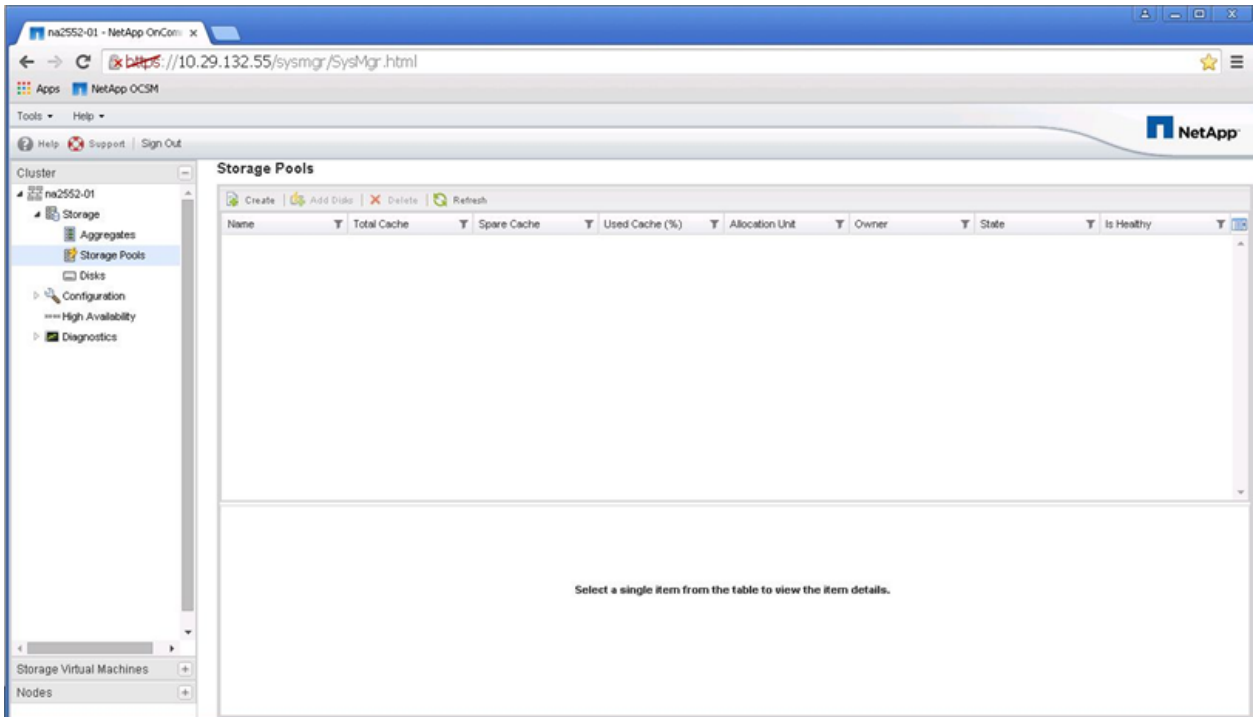 na2552-01 - NetApp OnCom
https://10.29.132.55/sysmgr/SysMgr.html
Apps NetApp OCSM
Tools Help
NetApp
Help Support | Sign Out
Cluster
na2552-01
Storage
Aggregates
Storage Pools
Disks
Configuration
High Availability
Diagnostics
Storage Virtual Machines
Nodes
Storage Pools
Create | Add Disks | Delete | Refresh
Name Total Cache Spare Cache Used Cache (%) Allocation Unit Owner State Is Healthy
Select a single item from the table to view the item details.